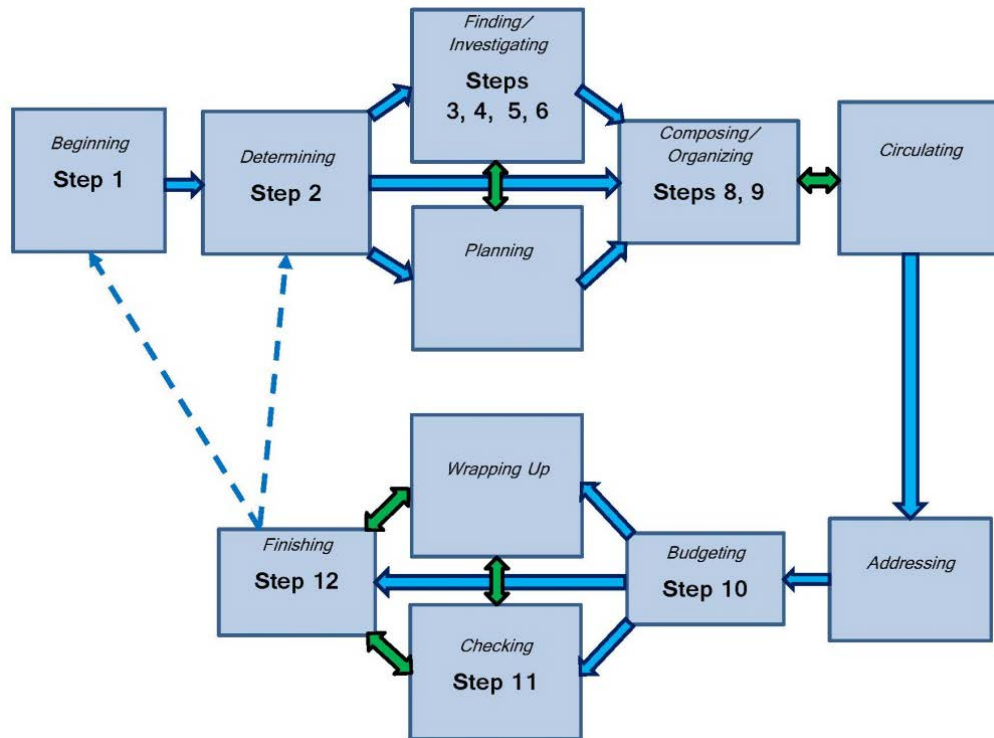 Beginning
Step 1
Determining
Step 2
Finding/
Investigating
Steps
3, 4, 5, 6
Planning
Composing/
Organizing
Steps 8, 9
Circulating
Addressing
Budgeting
Step 10
Wrapping Up
Checking
Step 11
Finishing
Step 12